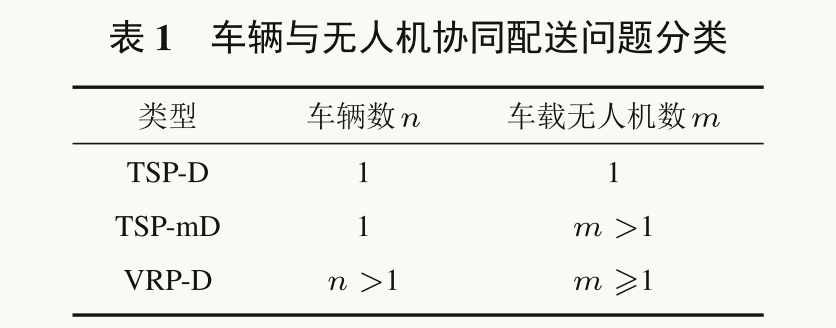 表 1 车辆与无人机协同配送问题分类
类型 车辆数 n 车载无人机数 m
TSP-D 1 1
TSP-mD 1 m >1
VRP-D n >1 m ⩾1